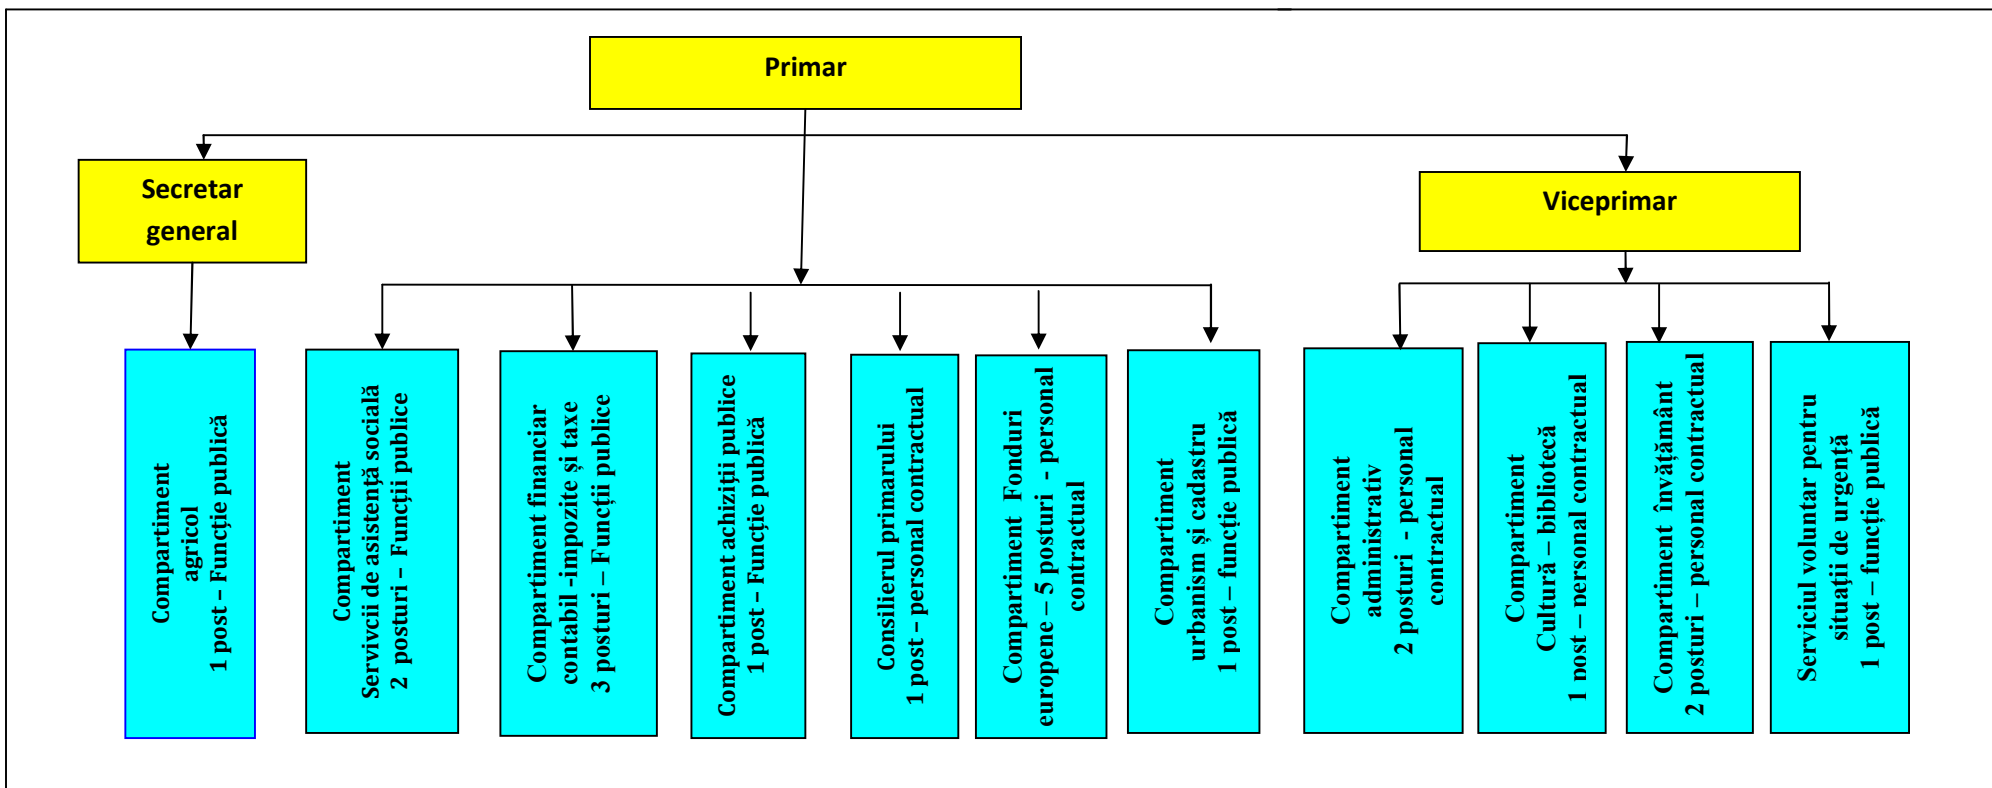 Primar
Secretar
general
Viceprimar
Compartiment
agricol
1 post – Funcție publică
Compartiment
Servivcii de asistență socială
2 posturi – Funcții publice
Compartiment financiar
contabil -impozite și taxe
3 posturi – Funcții publice
Compartiment achiziții publice
1 post – Funcție publică
Consilierul primarului
1 post – personal contractual
Compartiment Fonduri
europene – 5 posturi - personal
contractual
Compartiment
urbanism și cadastru
1 post – funcție publică
Compartiment
administrativ
2 posturi - personal
contractual
Compartiment
Cultură – bibliotecă
1 post – personal contractual
Compartiment învățământ
2 posturi – personal contractual
Serviciul voluntar pentru
situații de urgență
1 post – funcție publică